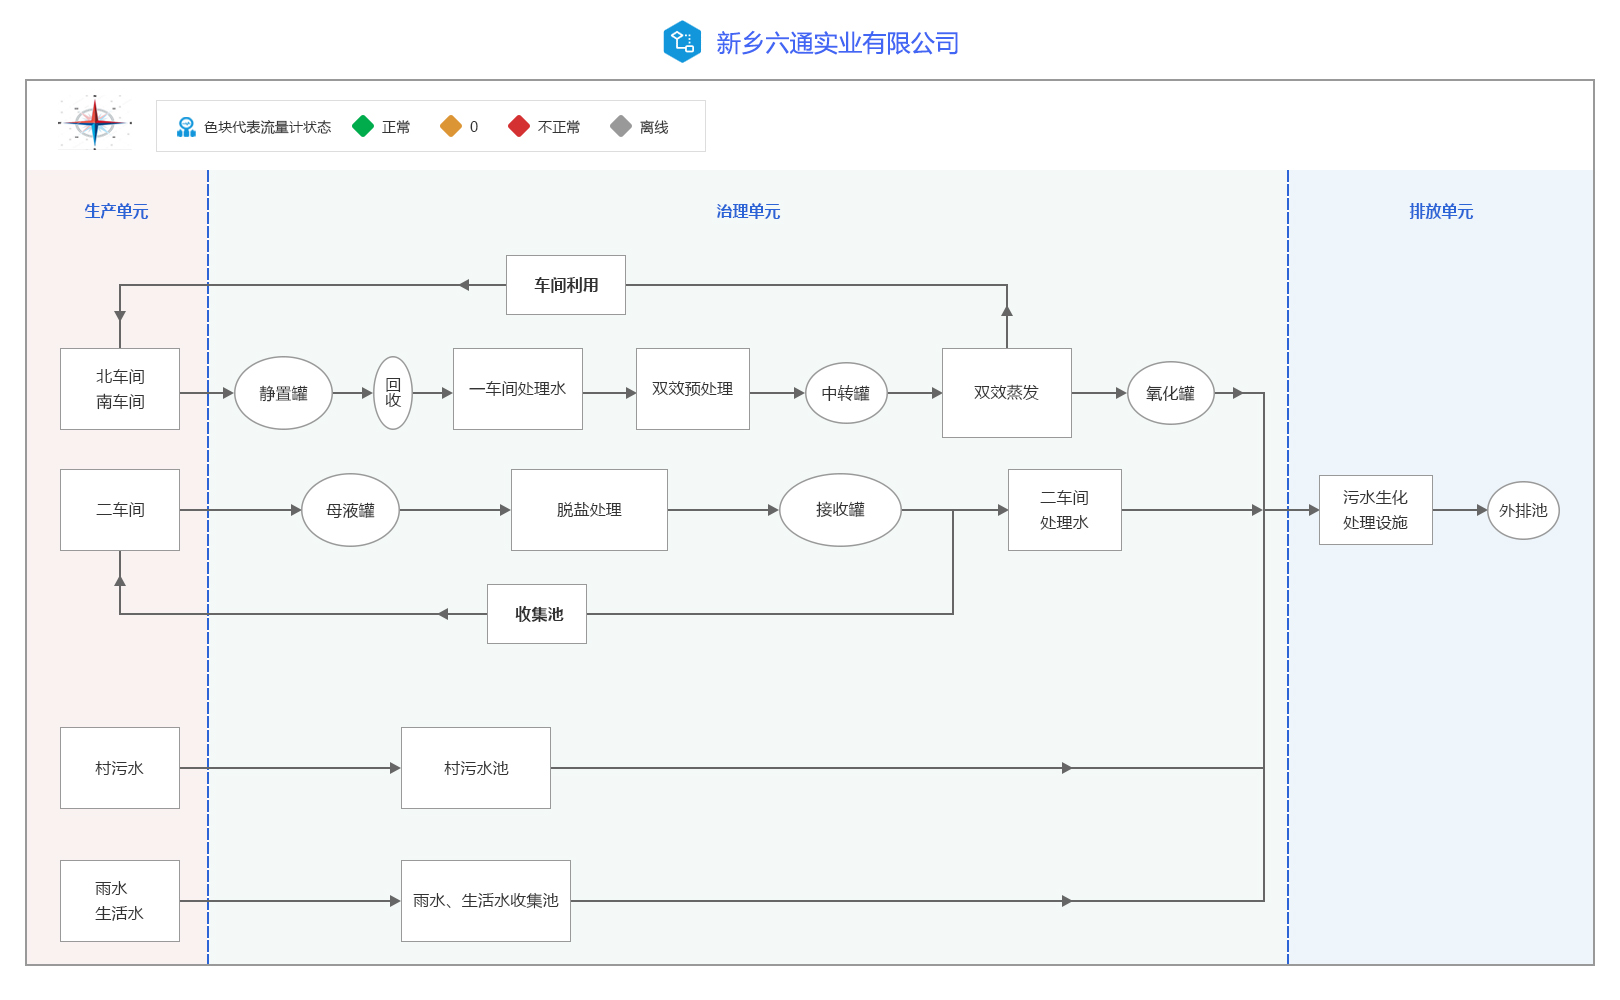 新乡六通实业有限公司
色块代表流量计状态 正常 0 不正常 离线
生产单元 治理单元 排放单元
车间利用
北车间
南车间
静置罐
回
收
一车间处理水
双效预处理
中转罐
双效蒸发
氧化罐
二车间
母液罐
脱盐处理
接收罐
二车间
处理水
污水生化
处理设施
外排池
收集池
村污水
村污水池
雨水
生活水
雨水、生活水收集池